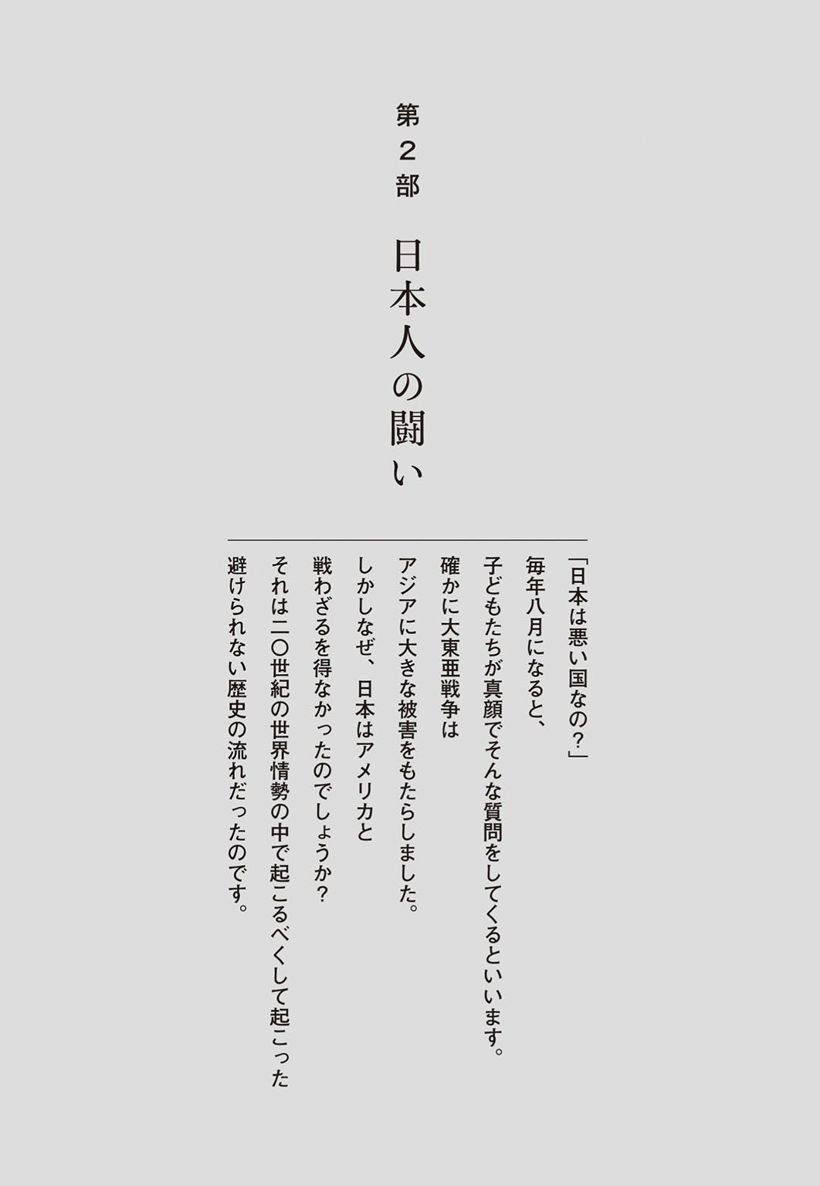 第2部 日本人の闘い
「日本は悪い国なの？」
毎年八月になると、
子どもたちが真顔でそんな質問をしてくるといいます。
確かに大東亜戦争は
アジアに大きな被害をもたらしました。
しかしなぜ、日本はアメリカと
戦わざるを得なかったのでしょうか？
それは二〇世紀の世界情勢の中で起こるべくして起こった
避けられない歴史の流れだったのです。